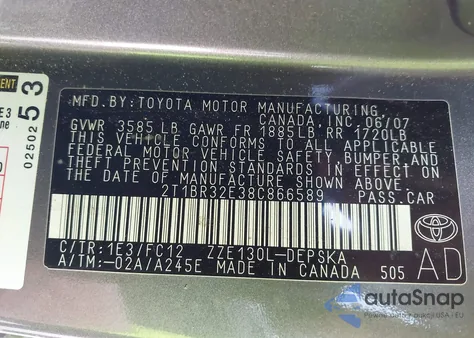 MFD.BY:TOYOTA MOTOR MANUFACTURING
CANADA,INC.06/07
GVWR 3585LB GAWR FR 1885LB RR 1720LB
THIS VEHICLE CONFORMS TO ALL APPLICABLE
FEDERAL MOTOR VEHICLE SAFETY,BUMPER,AND
THEFT PREVENTION STANDARDS IN EFFECT ON
THE DATE OF MANUFACTURE SHOWN ABOVE.
2T1BR32E38C866589 PASS.CAR
C/TR:1E3/FC12 ZZE130L-DEPSKA
A/TM:-02A/A245E MADE IN CANADA 505
AD
TOYOTA
025025
53
autoSnap